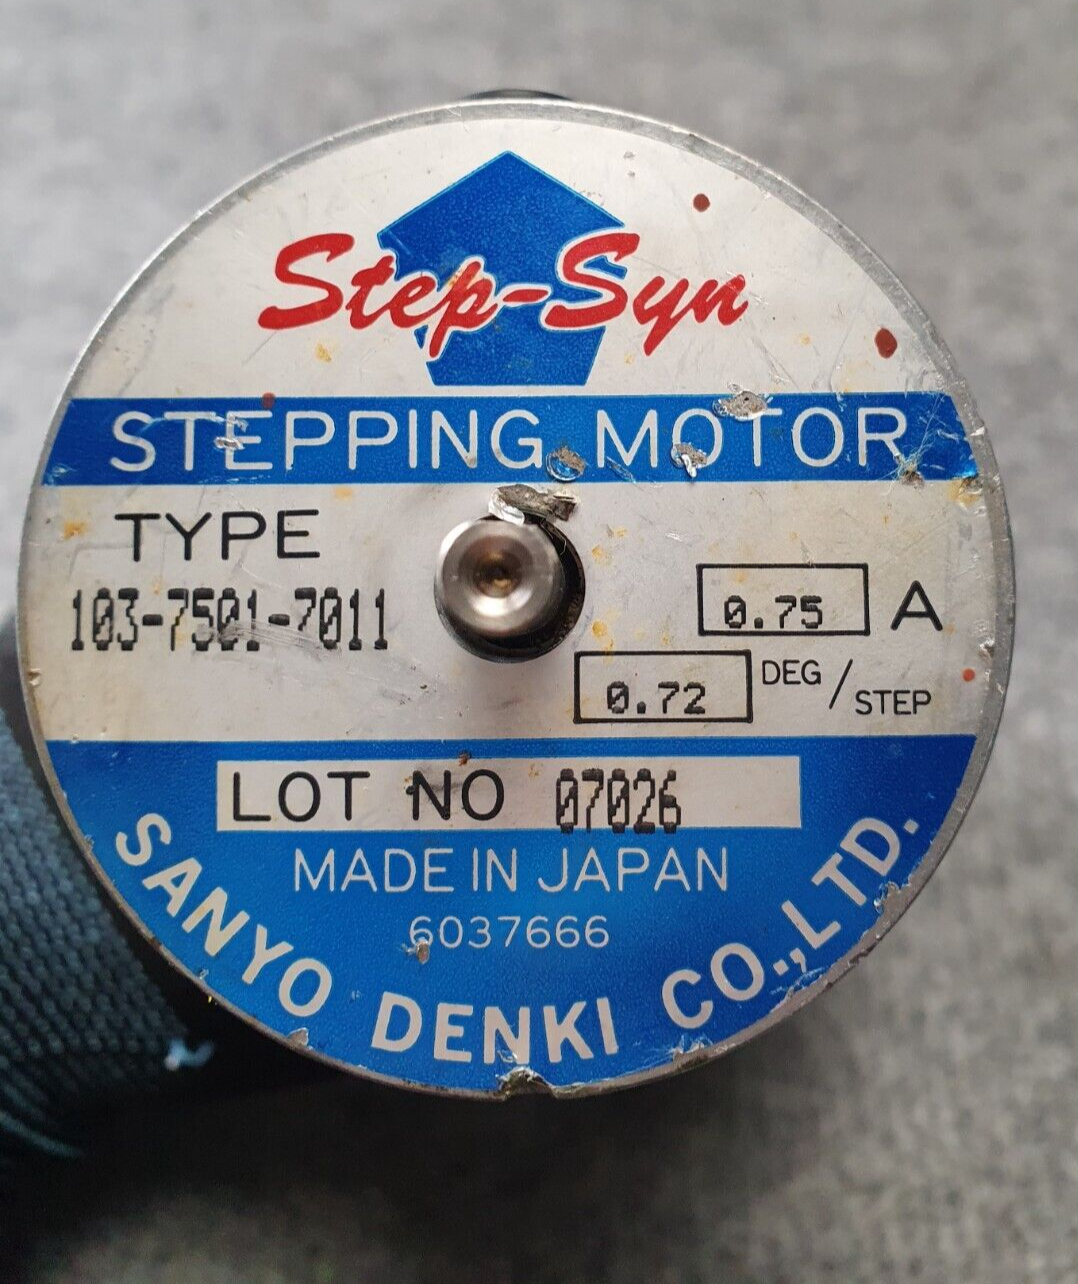 Step-Syn
STEPPING MOTOR
TYPE
103-7501-7011
0.75 A
0.72 DEG/STEP
LOT NO 07026
MADE IN JAPAN
6037666
SANYO DENKI CO.,LTD.